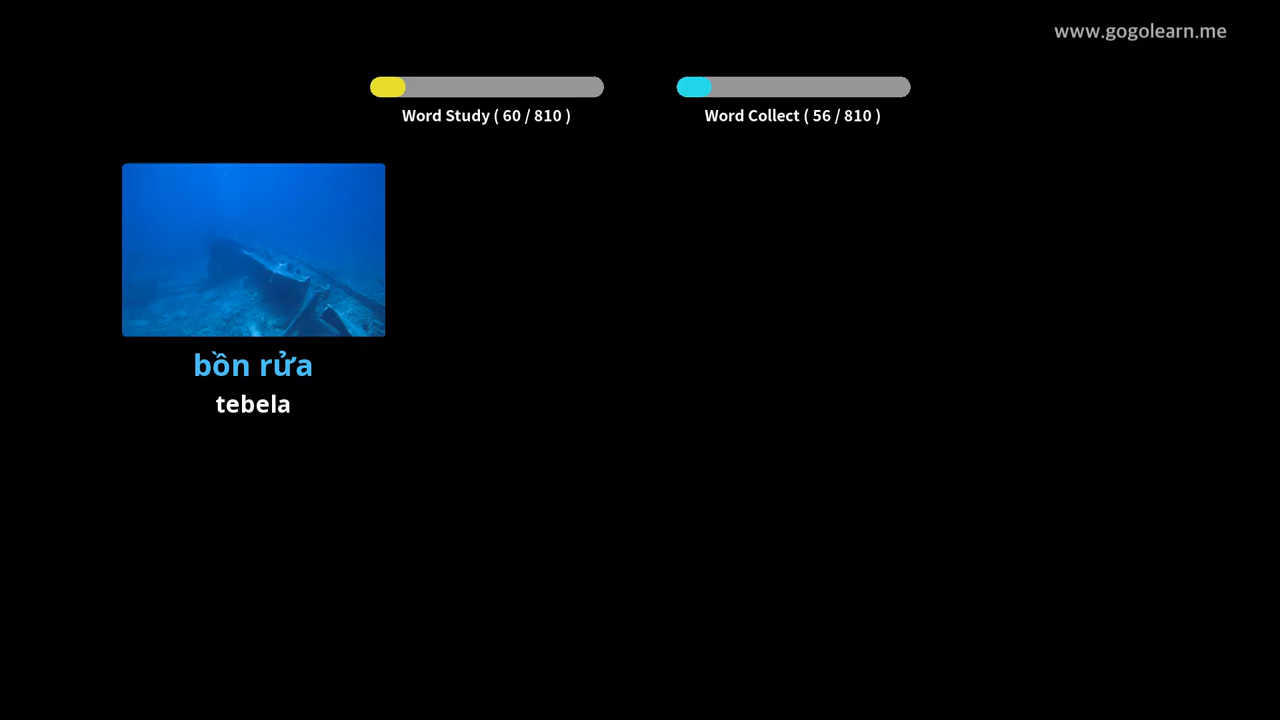 www.gogolearn.me
Word Study ( 60 / 810 )
Word Collect ( 56 / 810 )
bồn rửa
tebela